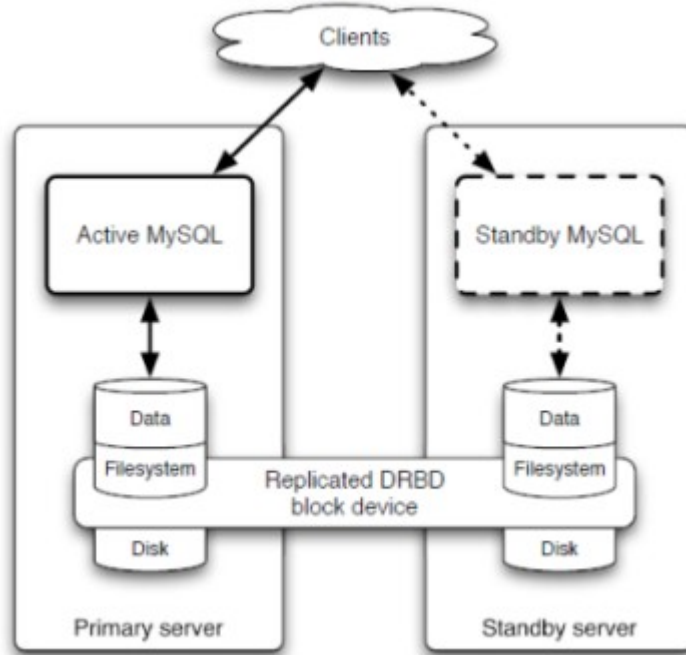 Clients
Active MySQL
Standby MySQL
Data
Data
Filesystem
Replicated DRBD
Filesystem
block device
Disk
Disk
Primary server
Standby server